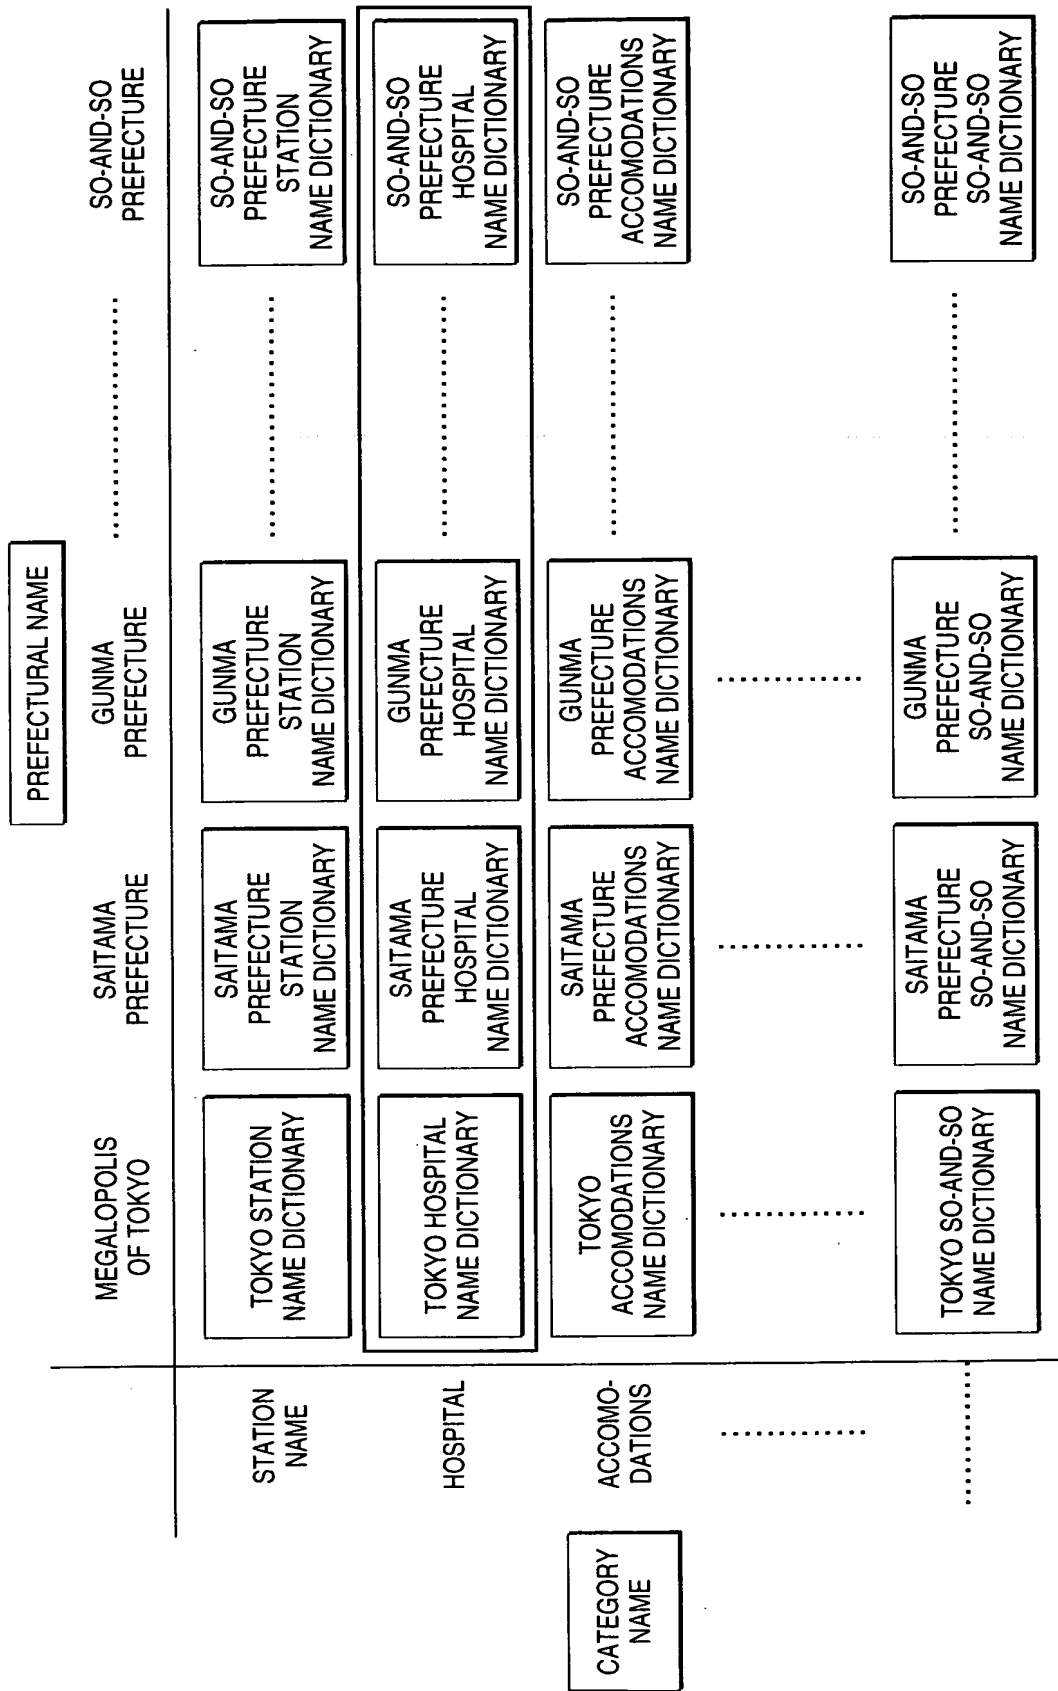 PREFECTURAL NAME
MEGALOPOLIS
OF TOKYO
SAITAMA
PREFECTURE
GUNMA
PREFECTURE
SO-AND-SO
PREFECTURE
CATEGORY
NAME
STATION
NAME
TOKYO STATION
NAME DICTIONARY
SAITAMA
PREFECTURE
STATION
NAME DICTIONARY
GUNMA
PREFECTURE
STATION
NAME DICTIONARY
SO-AND-SO
PREFECTURE
STATION
NAME DICTIONARY
HOSPITAL
TOKYO HOSPITAL
NAME DICTIONARY
SAITAMA
PREFECTURE
HOSPITAL
NAME DICTIONARY
GUNMA
PREFECTURE
HOSPITAL
NAME DICTIONARY
SO-AND-SO
PREFECTURE
HOSPITAL
NAME DICTIONARY
ACCOMO-
DATIONS
TOKYO
ACCOMODATIONS
NAME DICTIONARY
SAITAMA
PREFECTURE
ACCOMODATIONS
NAME DICTIONARY
GUNMA
PREFECTURE
ACCOMODATIONS
NAME DICTIONARY
SO-AND-SO
PREFECTURE
ACCOMODATIONS
NAME DICTIONARY
TOKYO SO-AND-SO
NAME DICTIONARY
SAITAMA
PREFECTURE
SO-AND-SO
NAME DICTIONARY
GUNMA
PREFECTURE
SO-AND-SO
NAME DICTIONARY
SO-AND-SO
PREFECTURE
SO-AND-SO
NAME DICTIONARY